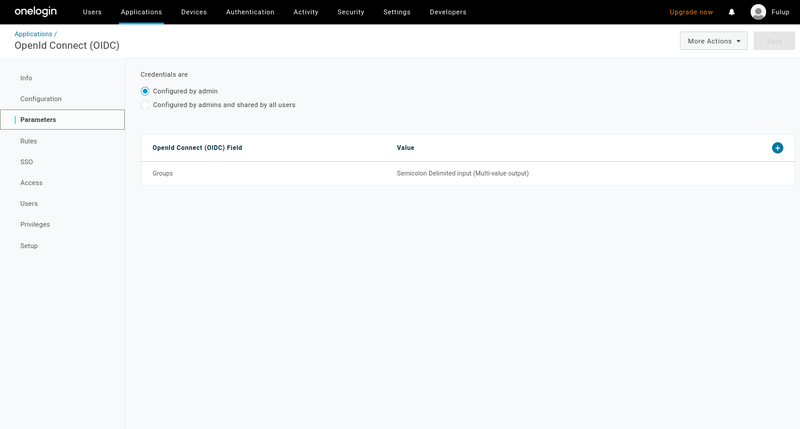 onelogin Users Applications Devices Authentication Activity Security Settings Developers Upgrade now Fulup
Applications /
OpenId Connect (OIDC)
More Actions Save
Info
Configuration
Parameters
Rules
SSO
Access
Users
Privileges
Setup
Credentials are
Configured by admin
Configured by admins and shared by all users
OpenId Connect (OIDC) Field Value
Groups Semicolon Delimited input (Multi-value output)